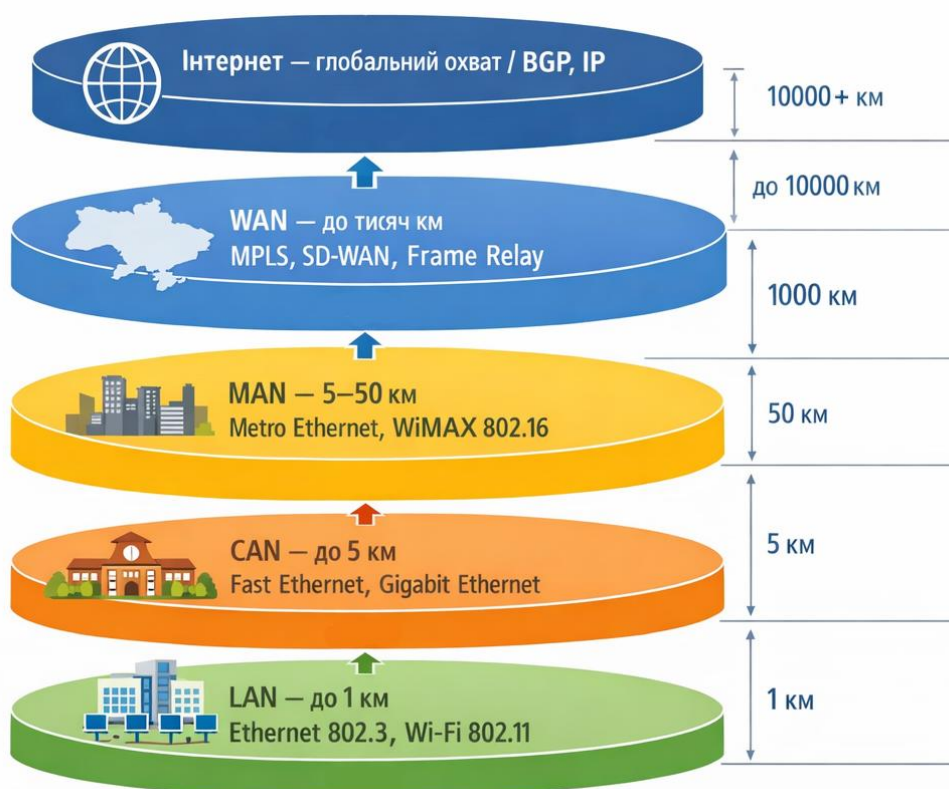 Інтернет — глобальний охват / BGP, IP
10000+ км
до 10000 км
WAN — до тисяч км
MPLS, SD-WAN, Frame Relay
1000 км
MAN — 5–50 км
Metro Ethernet, WiMAX 802.16
50 км
CAN — до 5 км
Fast Ethernet, Gigabit Ethernet
5 км
LAN — до 1 км
Ethernet 802.3, Wi-Fi 802.11
1 км